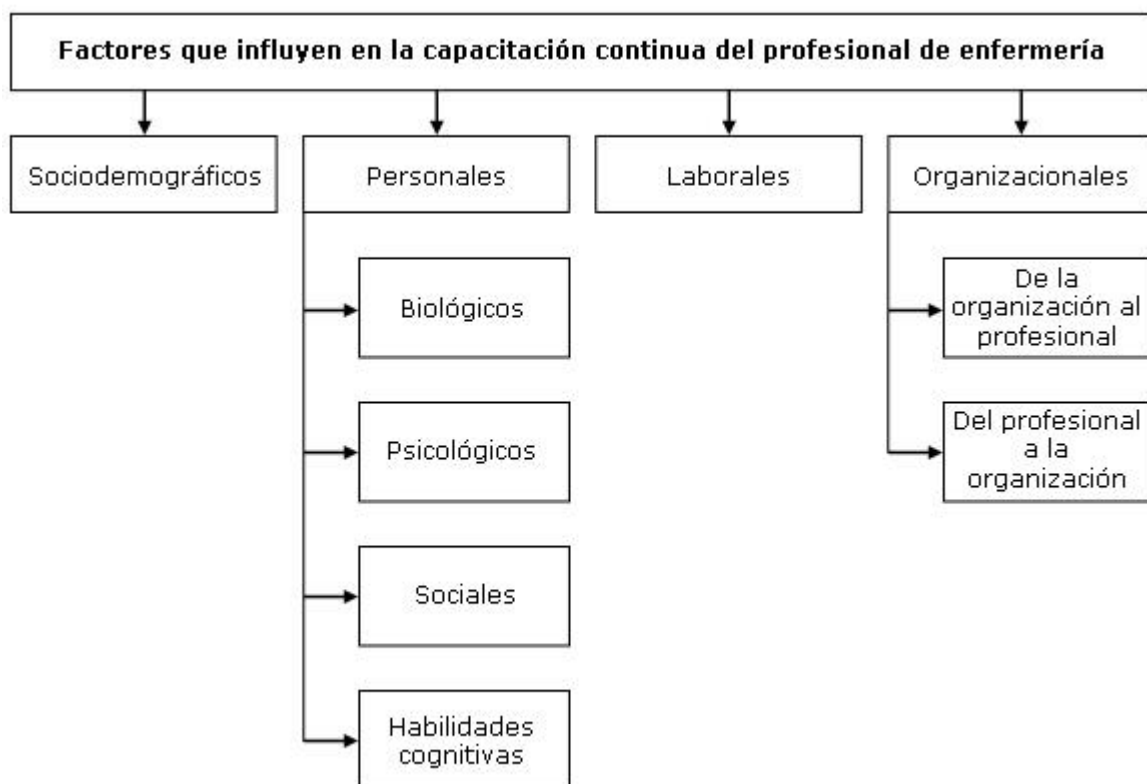 Factores que influyen en la capacitación continua del profesional de enfermería
Sociodemográficos
Personales
Laborales
Organizacionales
Biológicos
Psicológicos
Sociales
Habilidades
cognitivas
De la
organización al
profesional
Del profesional
a la
organización